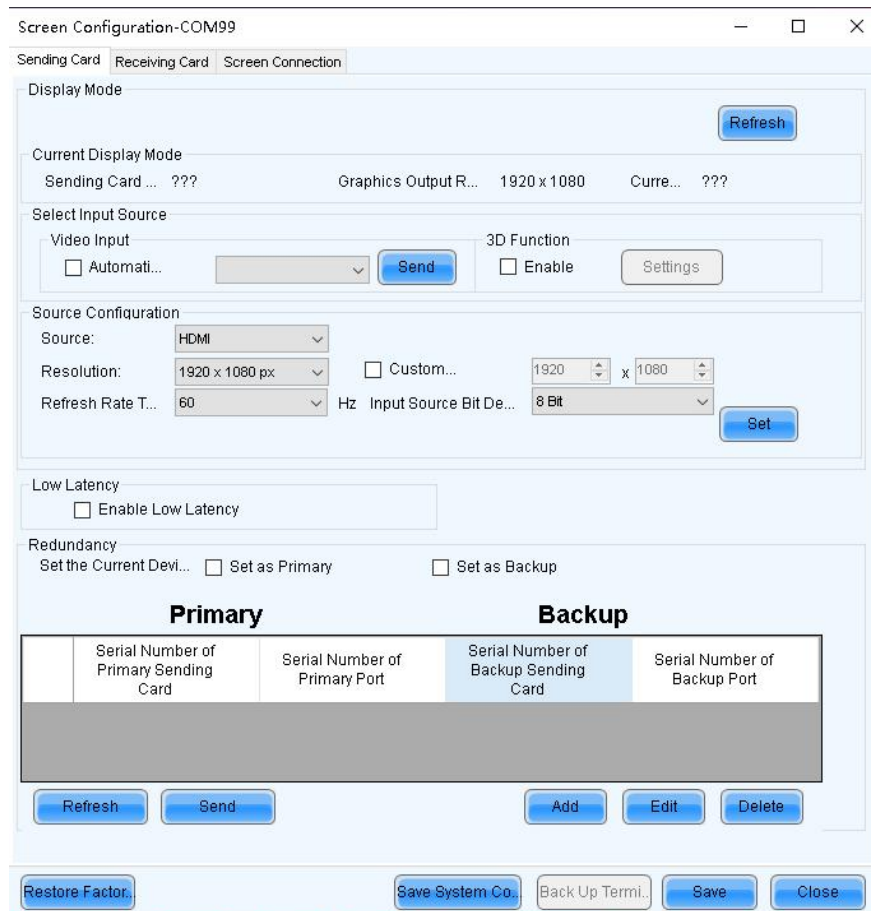 Screen Configuration-COM99
Sending Card Receiving Card Screen Connection
Display Mode
Refresh
Current Display Mode
Sending Card ... ??? Graphics Output R... 1920 x 1080 Curre... ???
Select Input Source
Video Input 3D Function
Automati... Send Enable Settings
Source Configuration
Source: HDMI
Resolution: 1920 x 1080 px Custom... 1920 x 1080
Refresh Rate T... 60 Hz Input Source Bit De... 8 Bit
Set
Low Latency
Enable Low Latency
Redundancy
Set the Current Devi... Set as Primary Set as Backup
Primary Backup
Serial Number of Primary Sending Card Serial Number of Primary Port Serial Number of Backup Sending Card Serial Number of Backup Port
Refresh Send Add Edit Delete
Restore Factor... Save System Co... Back Up Termi... Save Close